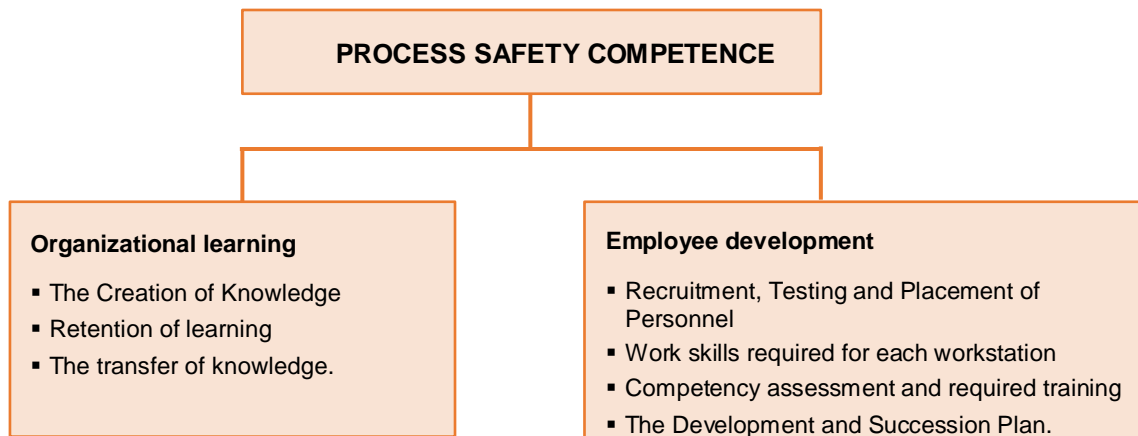 PROCESS SAFETY COMPETENCE
Organizational learning
▪ The Creation of Knowledge
▪ Retention of learning
▪ The transfer of knowledge.
Employee development
▪ Recruitment, Testing and Placement of
Personnel
▪ Work skills required for each workstation
▪ Competency assessment and required training
▪ The Development and Succession Plan.